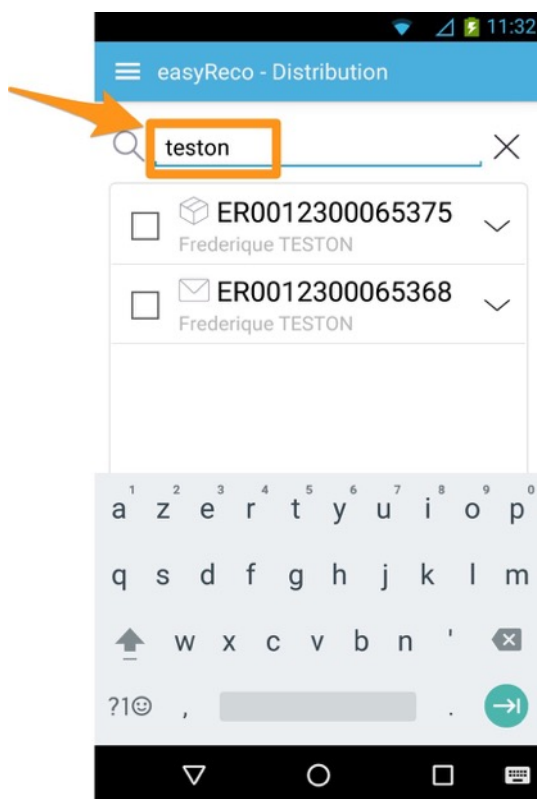 11:32
easyReco - Distribution
teston
ER0012300065375
Frederique TESTON
ER0012300065368
Frederique TESTON
1 2 3 4 5 6 7 8 9 0
a z e r t y u i o p
q s d f g h j k l m
w x c v b n '
?1☺ , .